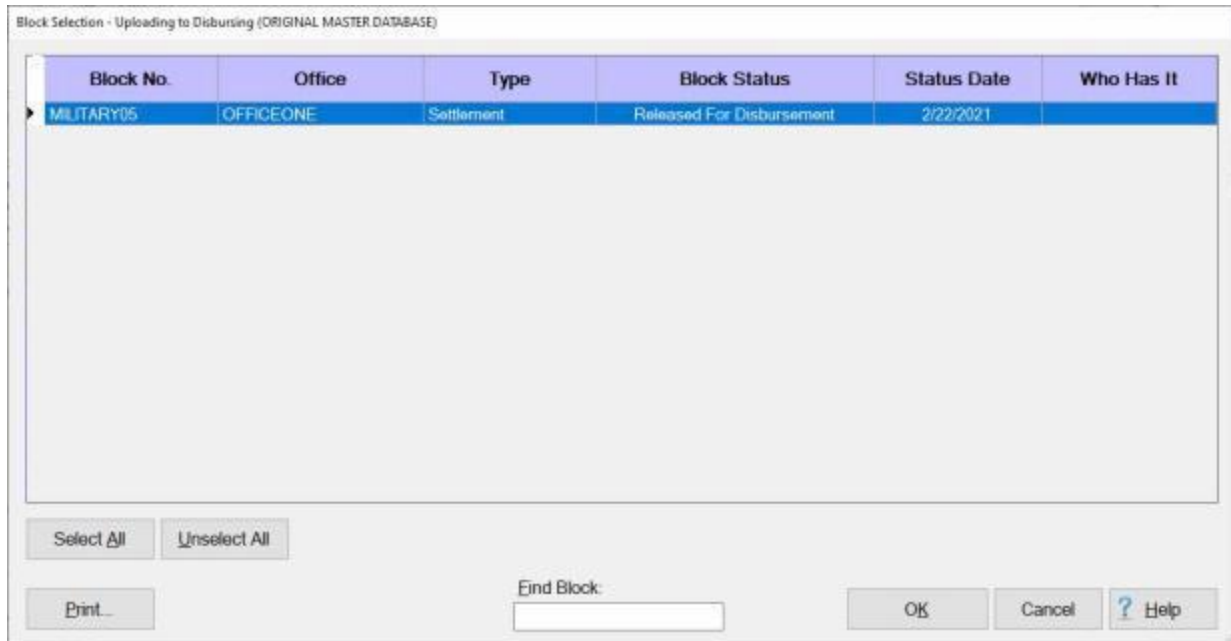 Block Selection - Uploading to Disbursing (ORIGINAL MASTER DATABASE)
Block No. Office Type Block Status Status Date Who Has It
MILITARY05 OFFICEONE Settlement Released For Disbursement 2/22/2021
Select All Unselect All
Find Block:
Print... OK Cancel ? Help